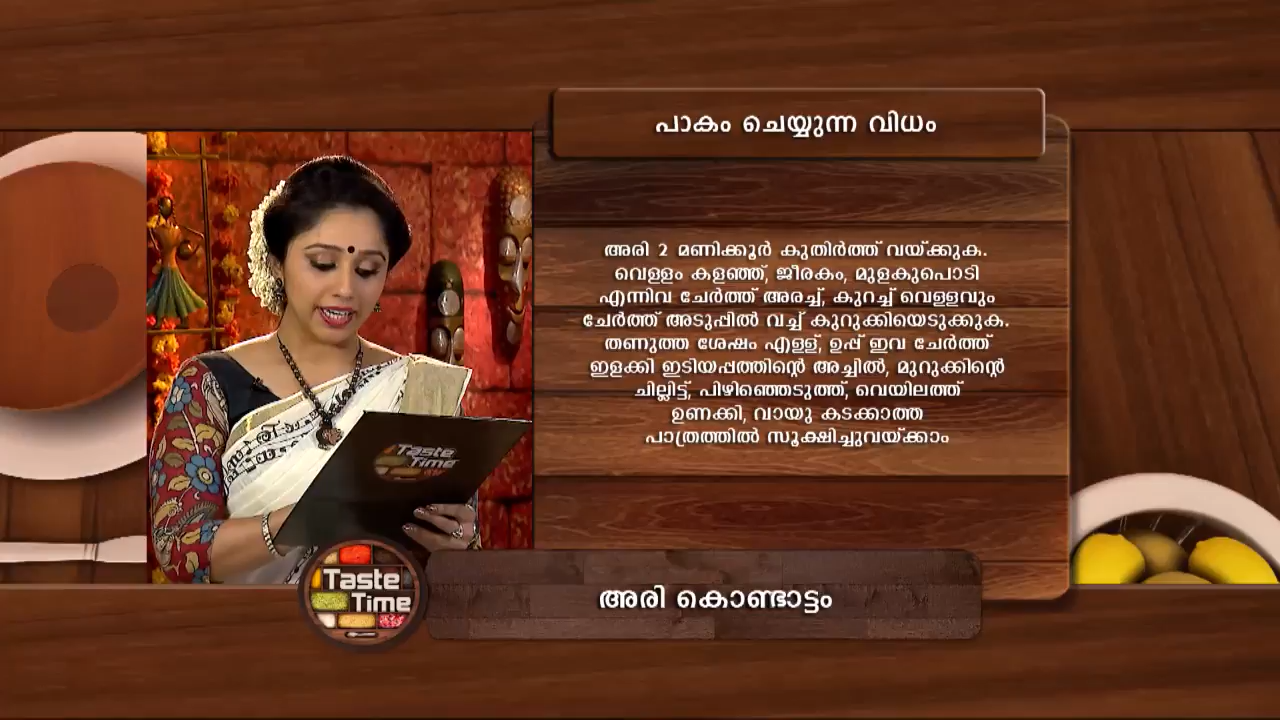 പാകം ചെയ്യുന്ന വിധം
അരി 2 മണിക്കൂർ കുതിർത്ത് വയ്ക്കുക.
വെള്ളം കളഞ്ഞ്, ജീരകം, മുളകുപൊടി
എന്നിവ ചേർത്ത് അരച്ച്, കുറച്ച് വെള്ളവും
ചേർത്ത് അടുപ്പിൽ വച്ച് കുറുക്കിയെടുക്കുക.
തണുത്ത ശേഷം എള്ള്, ഉപ്പ് ഇവ ചേർത്ത്
ഇളക്കി ഇടിയപ്പത്തിന്റെ അച്ചിൽ, മുറുക്കിന്റെ
ചില്ലിട്ട്, പിഴിഞ്ഞെടുത്ത്, വെയിലത്ത്
ഉണക്കി, വായു കടക്കാത്ത
പാത്രത്തിൽ സൂക്ഷിച്ചുവയ്ക്കാം
Taste
Time
Taste
Time
അരി കൊണ്ടാട്ടം